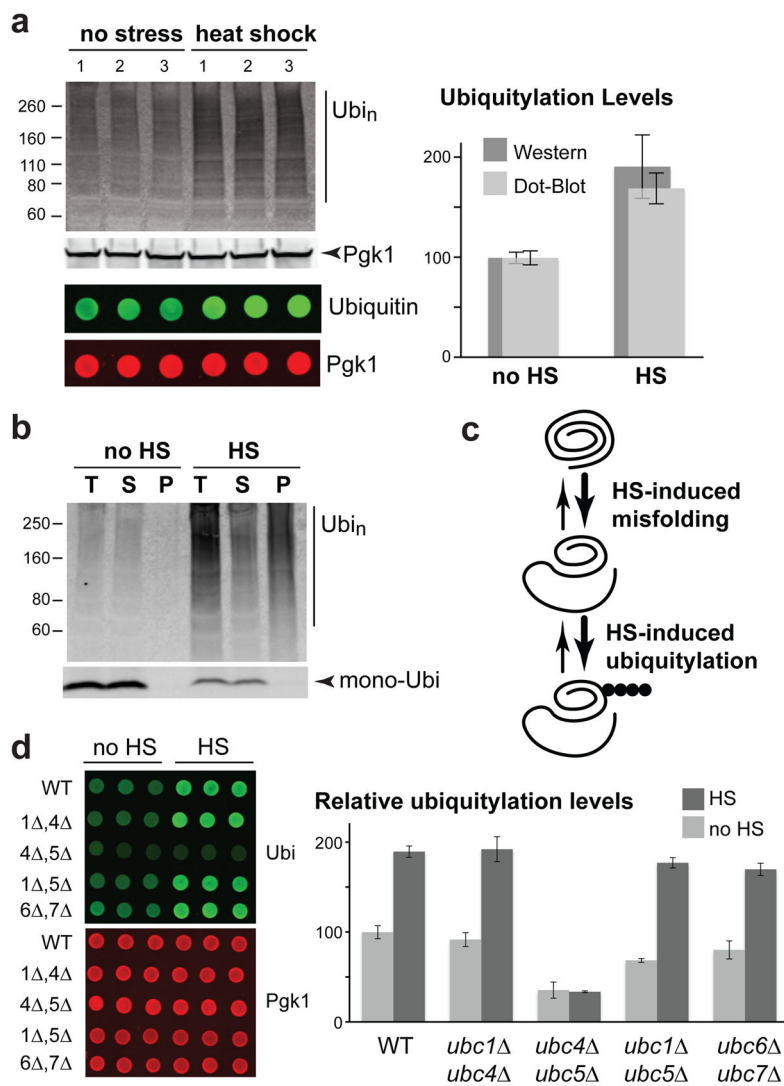 a
no stress heat shock
1 2 3 1 2 3
260
160
110
80
60
Ubin
Pgk1
Ubiquitin
Pgk1
Ubiquitylation Levels
Western
Dot-Blot
200
100
0
no HS HS
b
no HS HS
T S P T S P
250
160
80
60
Ubin
mono-Ubi
c
HS-induced
misfolding
HS-induced
ubiquitylation
d
no HS HS
WT
1Δ,4Δ
4Δ,5Δ
1Δ,5Δ
6Δ,7Δ
Ubi
WT
1Δ,4Δ
4Δ,5Δ
1Δ,5Δ
6Δ,7Δ
Pgk1
Relative ubiquitylation levels
HS
no HS
200
100
0
WT ubc1Δ ubc4Δ ubc1Δ ubc6Δ
ubc4Δ ubc5Δ ubc5Δ ubc7Δ